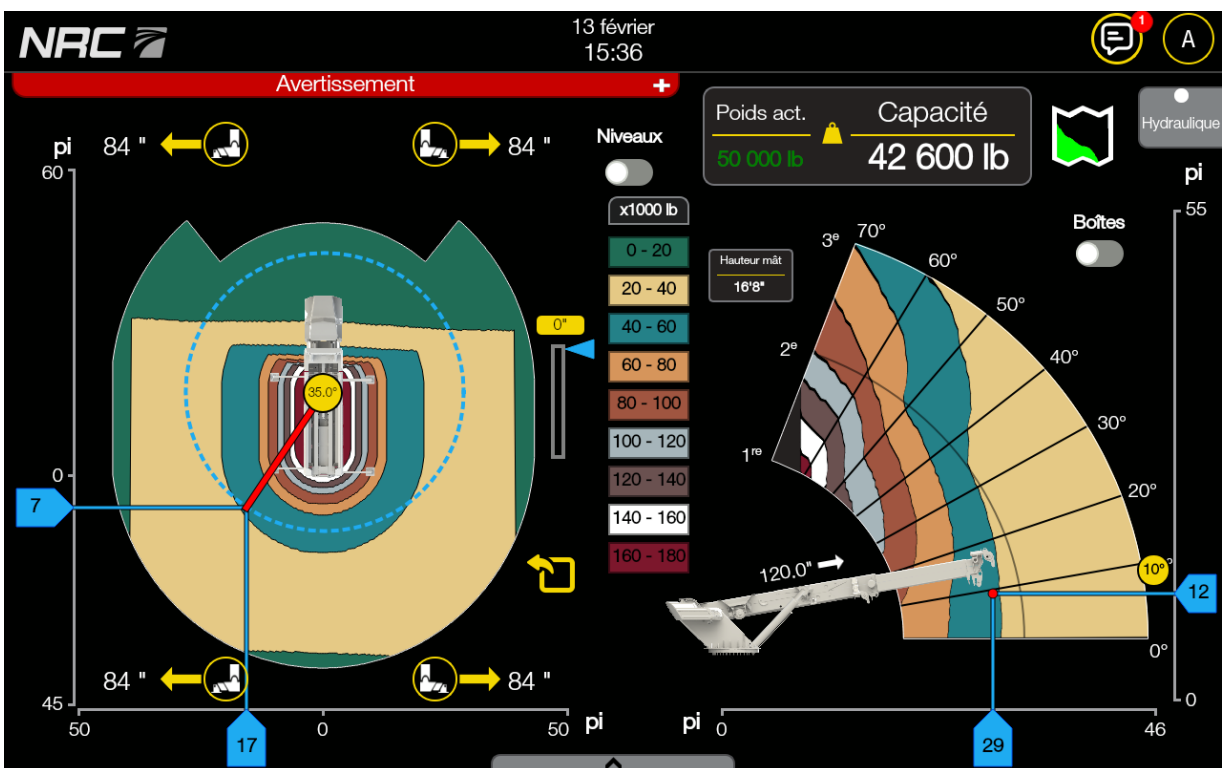 NRC
13 février
15:36
1
A
Avertissement
+
Poids act.
50 000 lb
Capacité
42 600 lb
Hydraulique
84 "
84 "
Niveaux
pi
60
0
45
x1000 lb
0 - 20
20 - 40
40 - 60
60 - 80
80 - 100
100 - 120
120 - 140
140 - 160
160 - 180
0"
35.0°
7
84 "
84 "
50
0
50
pi
17
Hauteur mât
16'8"
Boîtes
pi
55
0
3e
2e
1re
70°
60°
50°
40°
30°
20°
10°
0°
120.0"
12
pi
0
46
29